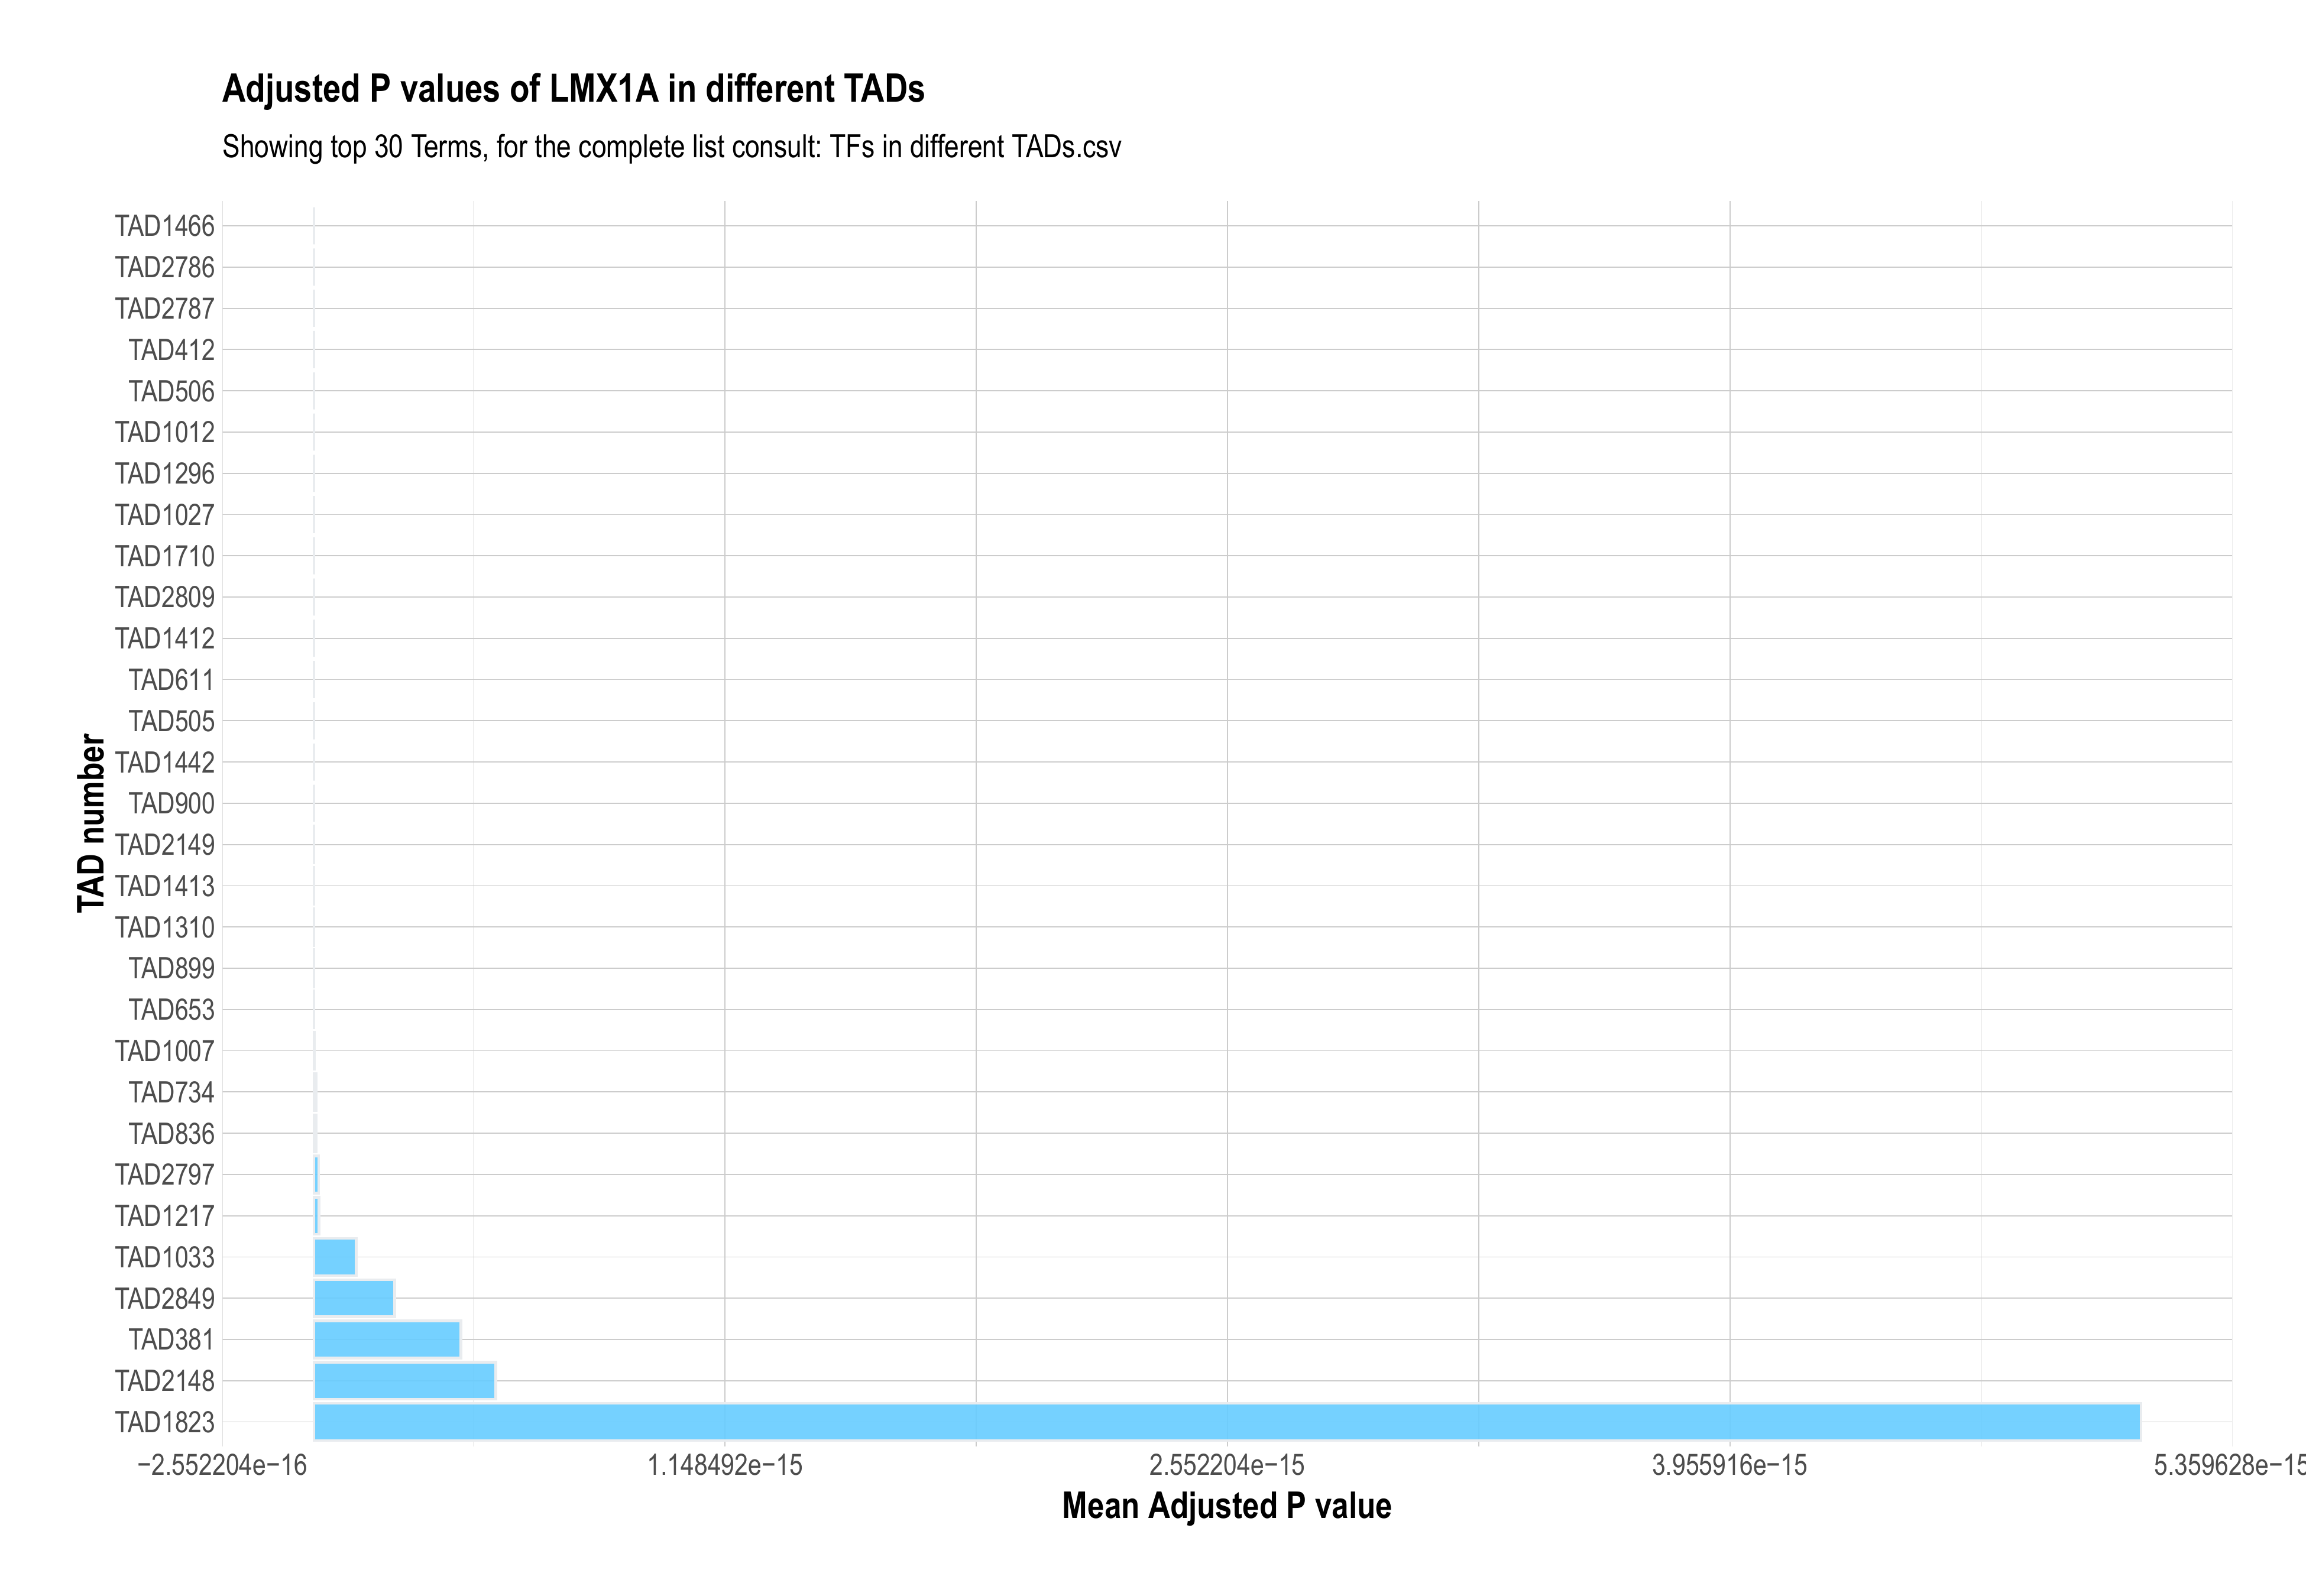 Adjusted P values of LMX1A in different TADs
Showing top 30 Terms, for the complete list consult: TFs in different TADs.csv
TAD number
TAD1466
TAD2786
TAD2787
TAD412
TAD506
TAD1012
TAD1296
TAD1027
TAD1710
TAD2809
TAD1412
TAD611
TAD505
TAD1442
TAD900
TAD2149
TAD1413
TAD1310
TAD899
TAD653
TAD1007
TAD734
TAD836
TAD2797
TAD1217
TAD1033
TAD2849
TAD381
TAD2148
TAD1823
−2.552204e−16 1.148492e−15 2.552204e−15 3.955916e−15 5.359628e−15
Mean Adjusted P value